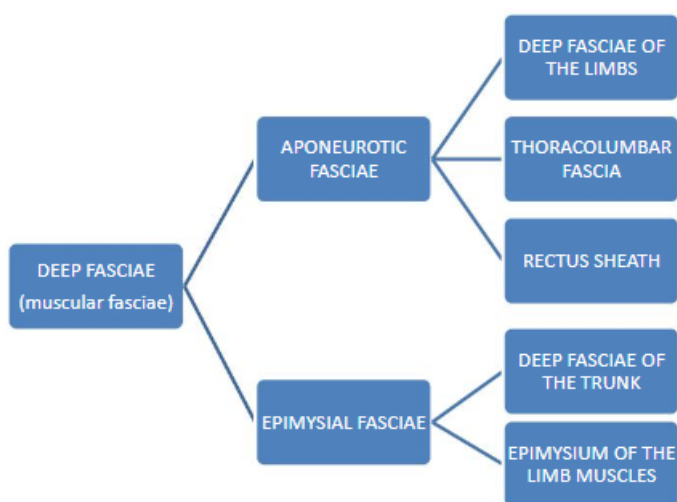 DEEP FASCIAE
(muscular fasciae)
APONEUROTIC
FASCIAE
DEEP FASCIAE OF
THE LIMBS
THORACOLUMBAR
FASCIA
RECTUS SHEATH
EPIMYSIAL FASCIAE
DEEP FASCIAE OF
THE TRUNK
EPIMYSIUM OF THE
LIMB MUSCLES